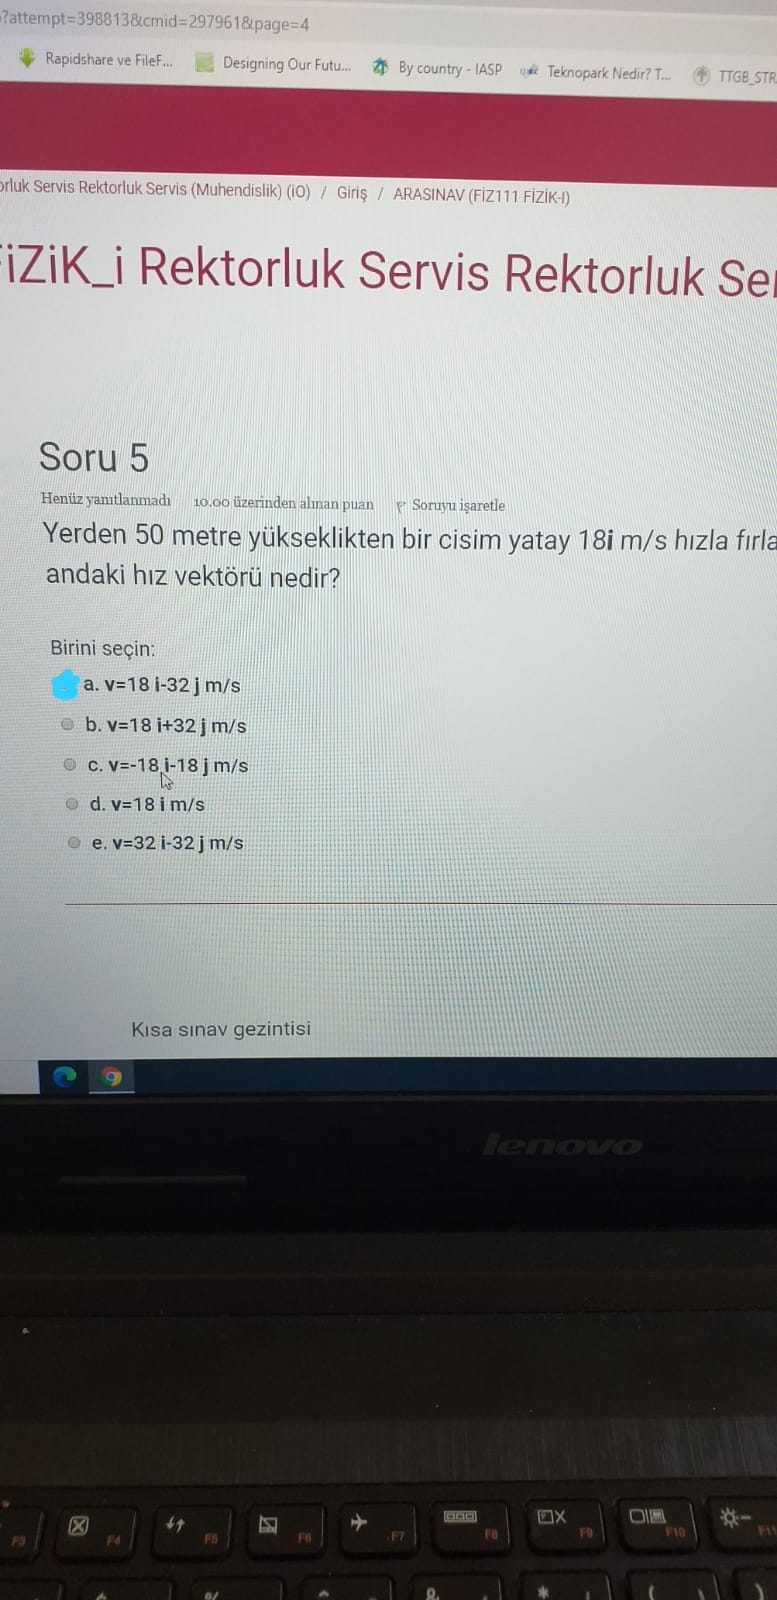 ?attempt=398813&cmid=297961&page=4
Rapidshare ve FileF... Designing Our Futu... By country - IASP Teknopark Nedir? T... TTGB_STR
orluk Servis Rektorluk Servis (Muhendislik) (iO) / Giriş / ARASINAV (FİZ111 FİZİK-I)
iZiK_i Rektorluk Servis Rektorluk Ser
Soru 5
Henüz yanıtlanmadı 10.00 üzerinden alınan puan Soruyu işaretle
Yerden 50 metre yükseklikten bir cisim yatay 18i m/s hızla fırla
andaki hız vektörü nedir?
Birini seçin:
a. v=18 i-32 j m/s
b. v=18 i+32 j m/s
c. v=-18 i-18 j m/s
d. v=18 i m/s
e. v=32 i-32 j m/s
Kısa sınav gezintisi
lenovo
F3 F4 F5 F6 F7 F8 F9 F10 F11